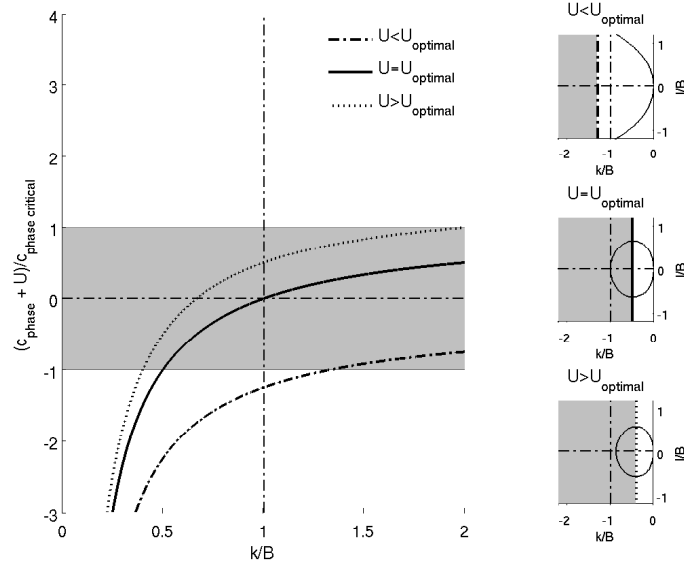 4
3
2
1
0
-1
-2
-3
0
0.5
1
1.5
2
k/B
(c_phase + U)/c_phase critical
U<U_optimal
U=U_optimal
U>U_optimal
U<U_optimal
1
0
-1
l/B
-2
-1
0
k/B
U=U_optimal
1
0
-1
l/B
-2
-1
0
k/B
U>U_optimal
1
0
-1
l/B
-2
-1
0
k/B